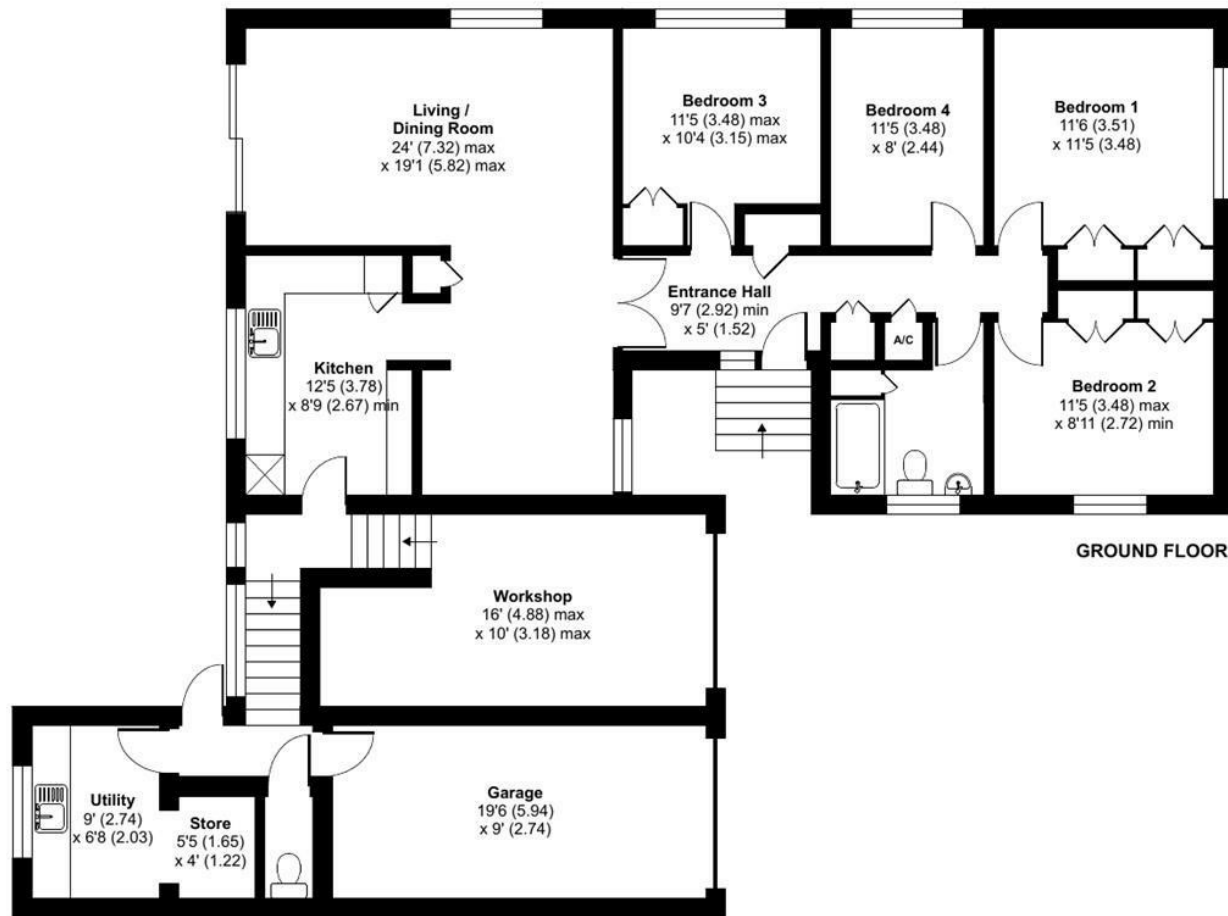 Living /
Dining Room
24' (7.32) max
x 19'1 (5.82) max
Bedroom 3
11'5 (3.48) max
x 10'4 (3.15) max
Bedroom 4
11'5 (3.48)
x 8' (2.44)
Bedroom 1
11'6 (3.51)
x 11'5 (3.48)
Entrance Hall
9'7 (2.92) min
x 5' (1.52)
A/C
Kitchen
12'5 (3.78)
x 8'9 (2.67) min
Bedroom 2
11'5 (3.48) max
x 8'11 (2.72) min
GROUND FLOOR
Workshop
16' (4.88) max
x 10' (3.18) max
Utility
9' (2.74)
x 6'8 (2.03)
Store
5'5 (1.65)
x 4' (1.22)
Garage
19'6 (5.94)
x 9' (2.74)